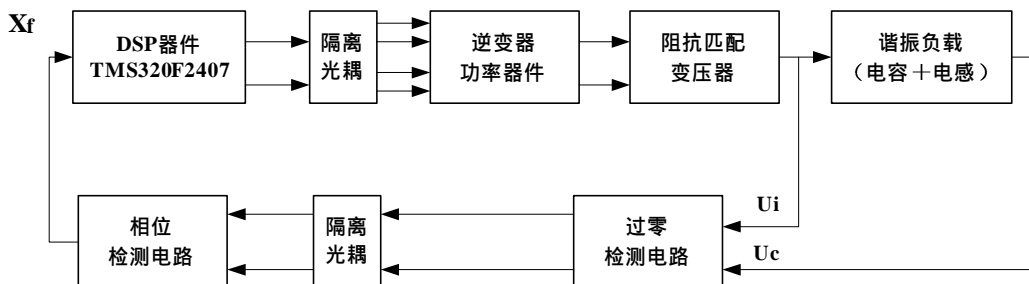 Xf
DSP器件
TMS320F2407
隔离
光耦
逆变器
功率器件
阻抗匹配
变压器
谐振负载
（电容＋电感）
相位
检测电路
隔离
光耦
过零
检测电路
Ui
Uc